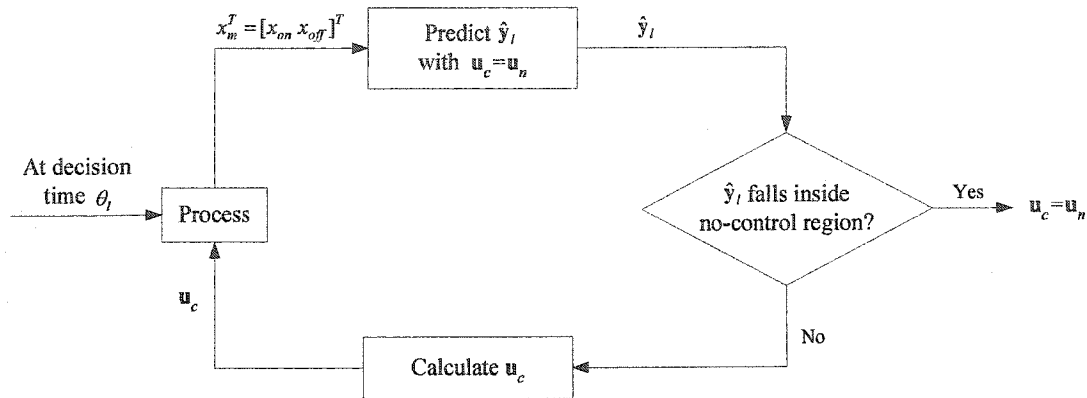 x_m^T = [x_on x_off]^T
Predict ŷ_l
with u_c=u_n
ŷ_l
At decision
time θ_l
Process
ŷ_l falls inside
no-control region?
Yes
u_c=u_n
u_c
No
Calculate u_c